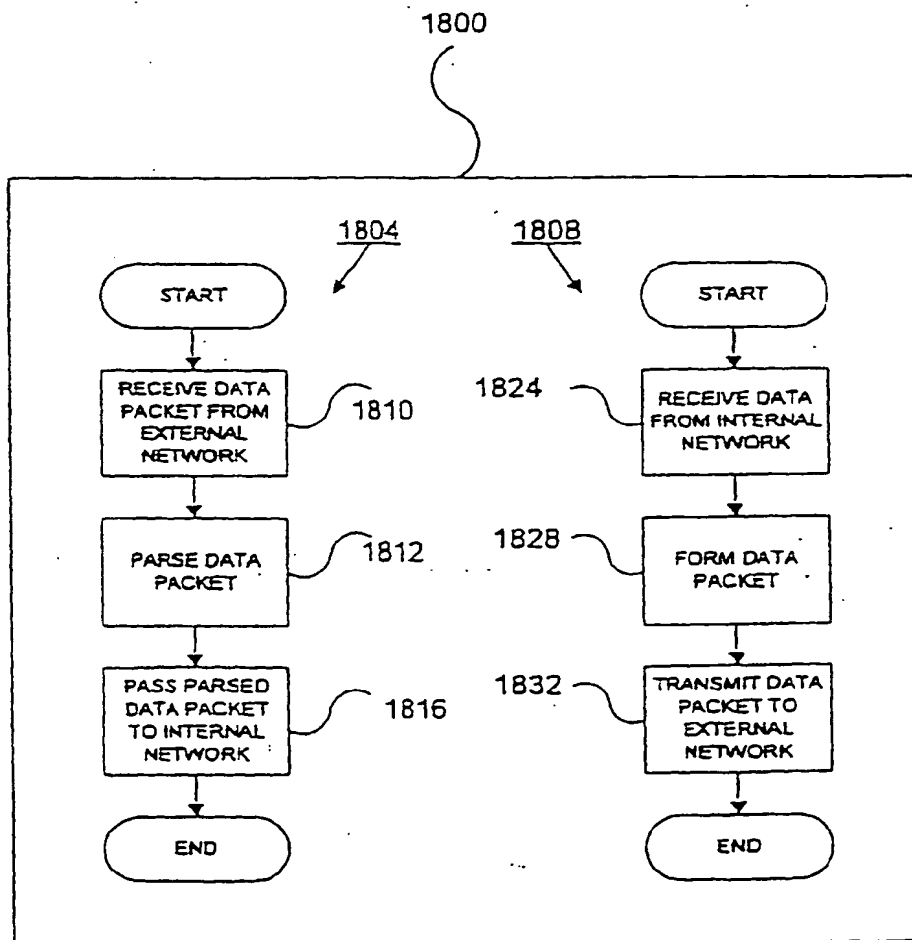 1800
1804
1808
START
RECEIVE DATA
PACKET FROM
EXTERNAL
NETWORK
1810
PARSE DATA
PACKET
1812
PASS PARSED
DATA PACKET
TO INTERNAL
NETWORK
1816
END
START
1824
RECEIVE DATA
FROM INTERNAL
NETWORK
1828
FORM DATA
PACKET
1832
TRANSMIT DATA
PACKET TO
EXTERNAL
NETWORK
END